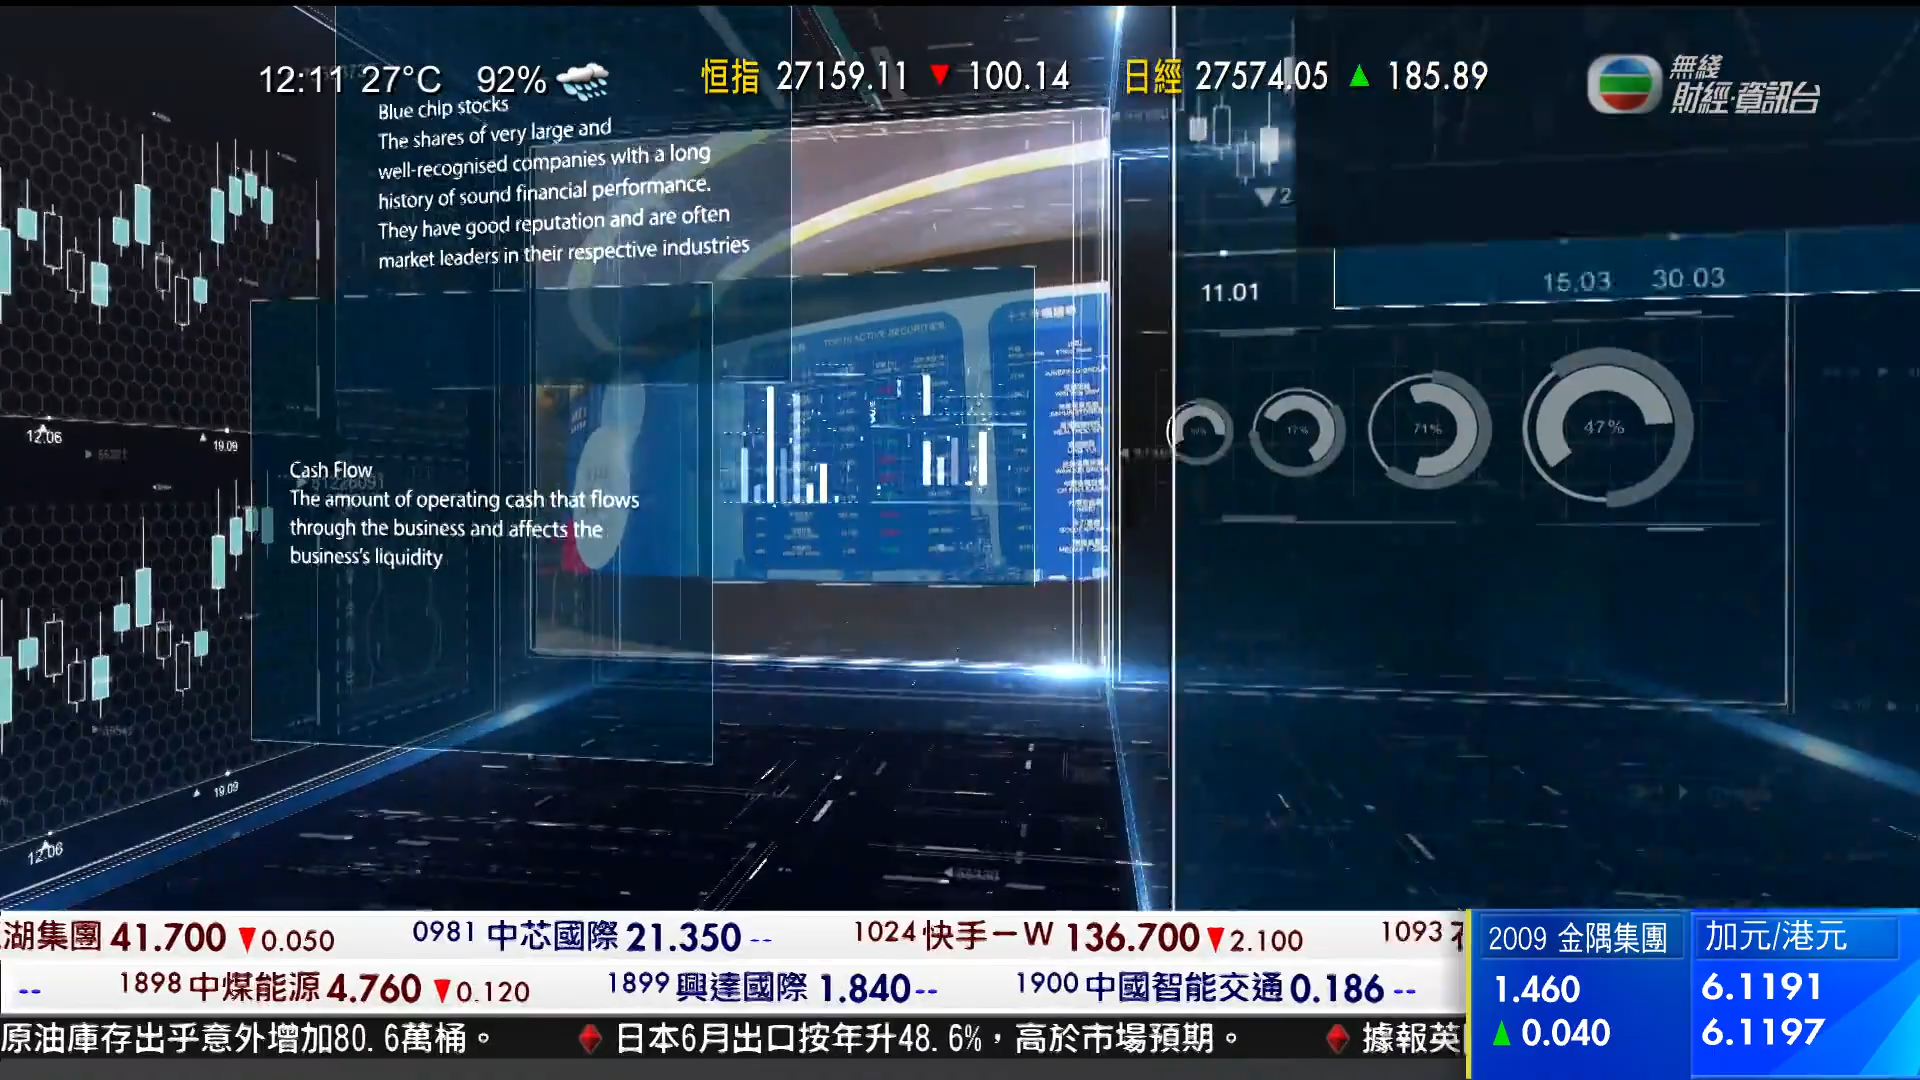 12:11 27°C 92%
恒指 27159.11 ▼ 100.14 日經 27574.05 ▲ 185.89
無綫
財經·資訊台
Blue chip stocks
The shares of very large and
well-recognised companies with a long
history of sound financial performance.
They have good reputation and are often
market leaders in their respective industries
▼2
11.01
15.03 30.03
TOP 10 ACTIVE SECURITIES
17% 71% 47%
12.06 19.09
Cash Flow
The amount of operating cash that flows
through the business and affects the
business's liquidity
19.09
12.06
湖集團 41.700 ▼0.050 0981 中芯國際 21.350 -- 1024 快手－W 136.700 ▼2.100 1093
-- 1898 中煤能源 4.760 ▼0.120 1899 興達國際 1.840 -- 1900 中國智能交通 0.186 --
原油庫存出乎意外增加80.6萬桶。 日本6月出口按年升48.6%，高於市場預期。 據報英
2009 金隅集團
1.460
▲ 0.040
加元/港元
6.1191
6.1197